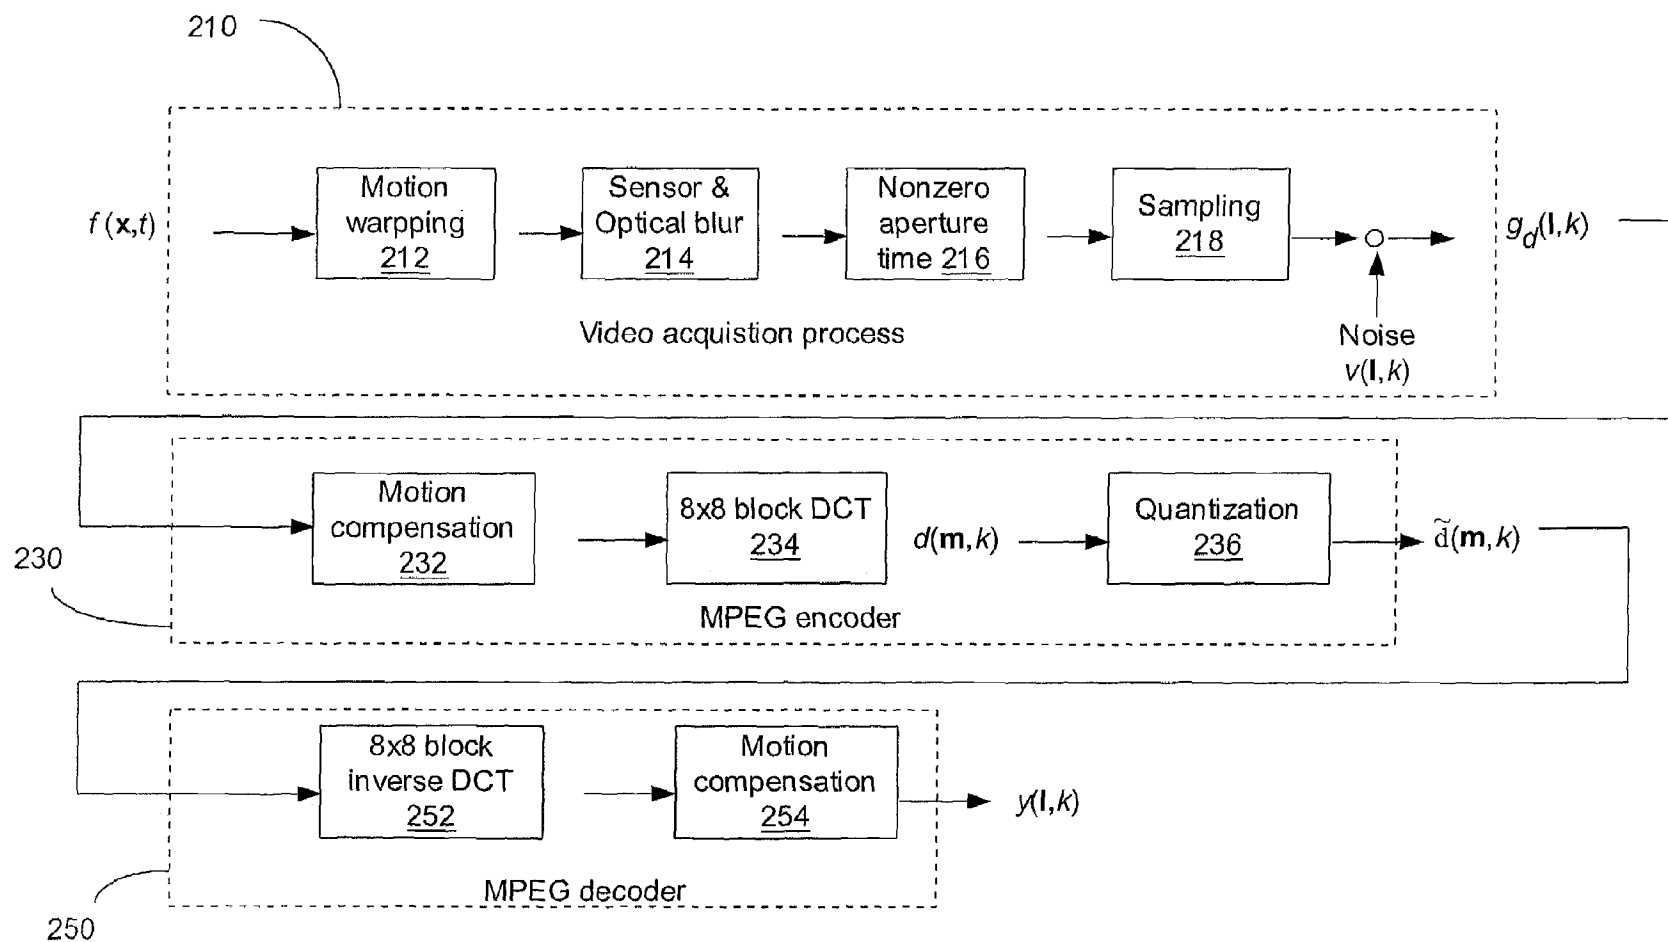 210
f(x,t)
Motion
warpping
212
Sensor &
Optical blur
214
Nonzero
aperture
time 216
Sampling
218
g_d(l,k)
Noise
v(l,k)
Video acquistion process
230
Motion
compensation
232
8x8 block DCT
234
d(m,k)
Quantization
236
d̃(m,k)
MPEG encoder
8x8 block
inverse DCT
252
Motion
compensation
254
y(l,k)
MPEG decoder
250